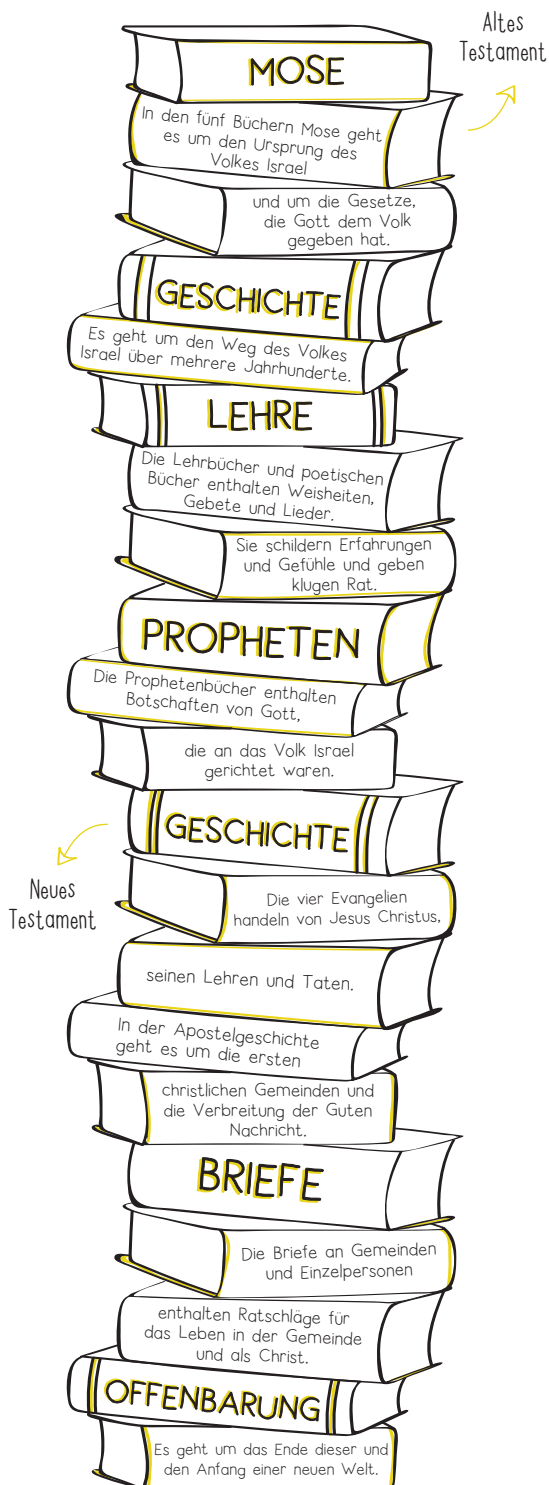 Altes
Testament
MOSE
In den fünf Büchern Mose geht
es um den Ursprung des
Volkes Israel
und um die Gesetze,
die Gott dem Volk
gegeben hat.
GESCHICHTE
Es geht um den Weg des Volkes
Israel über mehrere Jahrhunderte.
LEHRE
Die Lehrbücher und poetischen
Bücher enthalten Weisheiten,
Gebete und Lieder.
Sie schildern Erfahrungen
und Gefühle und geben
klugen Rat.
PROPHETEN
Die Prophetenbücher enthalten
Botschaften von Gott,
die an das Volk Israel
gerichtet waren.
Neues
Testament
GESCHICHTE
Die vier Evangelien
handeln von Jesus Christus,
seinen Lehren und Taten.
In der Apostelgeschichte
geht es um die ersten
christlichen Gemeinden und
die Verbreitung der Guten
Nachricht.
BRIEFE
Die Briefe an Gemeinden
und Einzelpersonen
enthalten Ratschläge für
das Leben in der Gemeinde
und als Christ.
OFFENBARUNG
Es geht um das Ende dieser und
den Anfang einer neuen Welt.